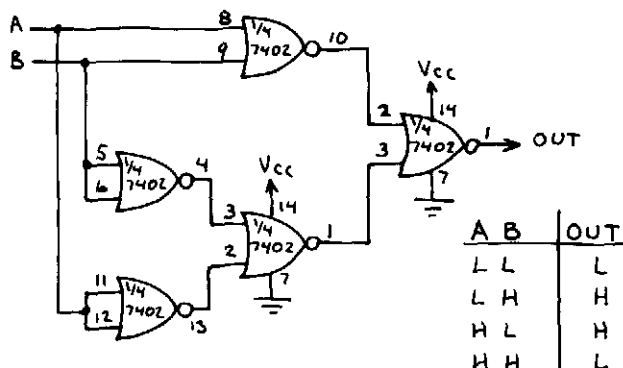 A 8 1/4 7402 10
B 9
Vcc
14
2 1/4 7402 1 OUT
3
7
5 1/4 7402 4
6
Vcc
14
3 1/4 7402 1
2
7
11 1/4 7402 13
12
A B OUT
L L L
L H H
H L H
H H L